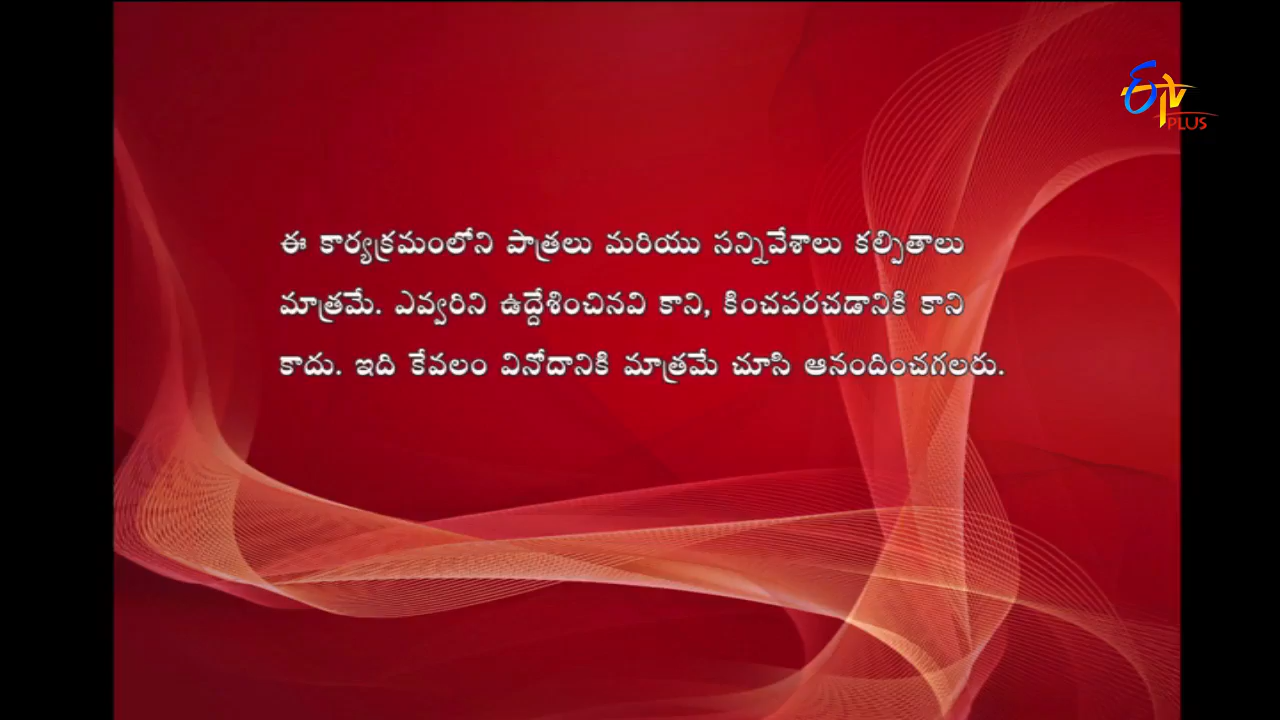 ETV
PLUS
ఈ కార్యక్రమంలోని పాత్రలు మరియు సన్నివేశాలు కల్పితాలు
మాత్రమే. ఎవ్వరిని ఉద్దేశించినవి కాని, కించపరచడానికి కాని
కాదు. ఇది కేవలం వినోదానికి మాత్రమే చూసి ఆనందించగలరు.